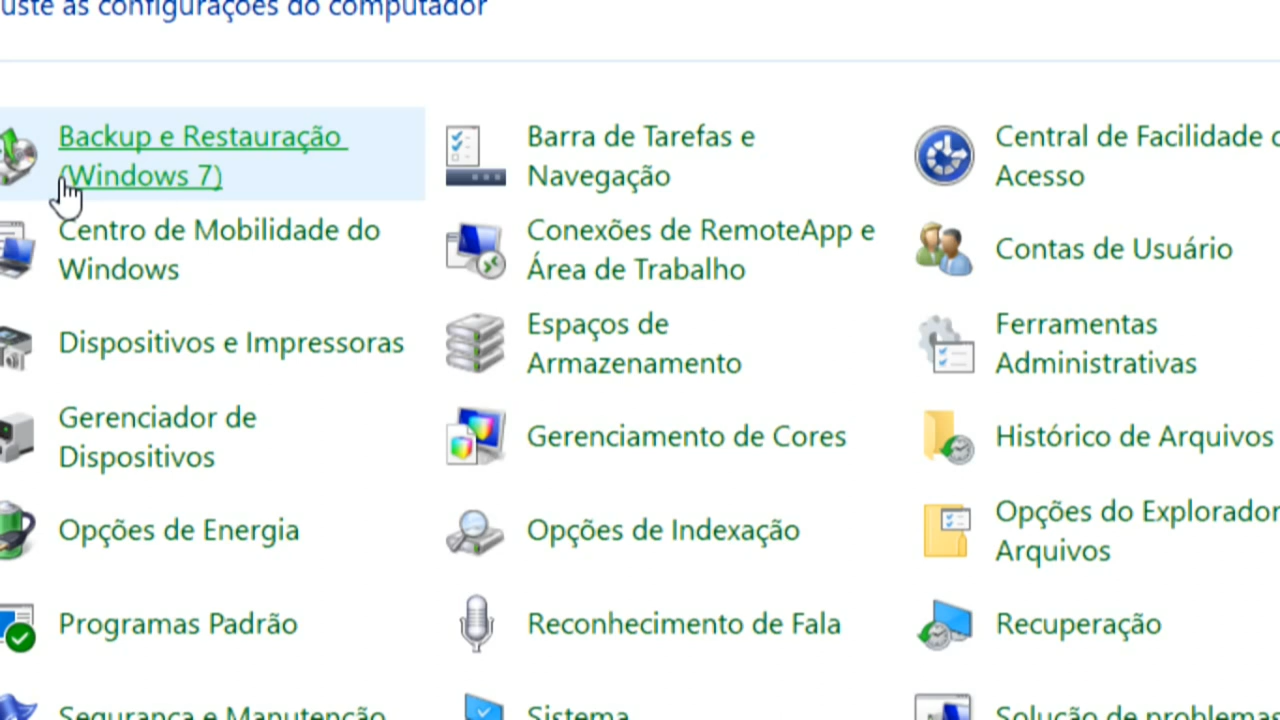 uste as configurações do computador
Backup e Restauração
(Windows 7)
Barra de Tarefas e
Navegação
Central de Facilidade
Acesso
Centro de Mobilidade do
Windows
Conexões de RemoteApp e
Área de Trabalho
Contas de Usuário
Dispositivos e Impressoras
Espaços de
Armazenamento
Ferramentas
Administrativas
Gerenciador de
Dispositivos
Gerenciamento de Cores
Histórico de Arquivos
Opções de Energia
Opções de Indexação
Opções do Explorador
Arquivos
Programas Padrão
Reconhecimento de Fala
Recuperação
Segurança e Manutenção
Sistema
Solução de problemas